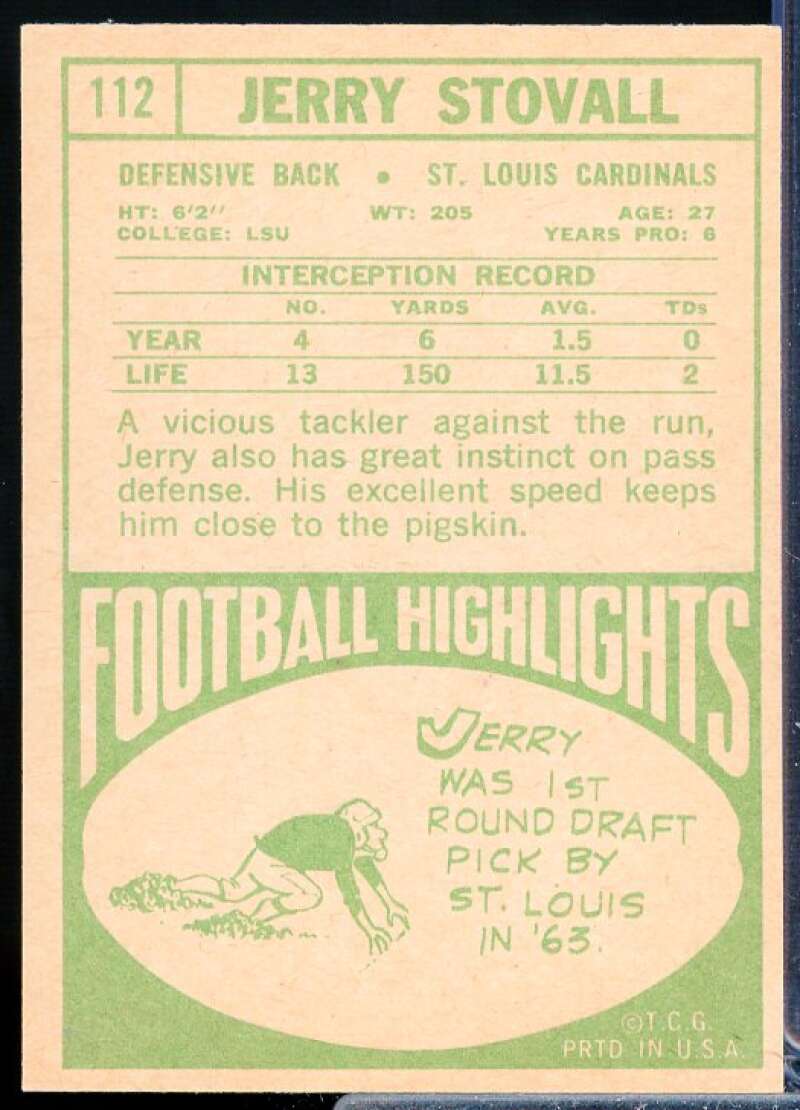 112 JERRY STOVALL
DEFENSIVE BACK • ST. LOUIS CARDINALS
HT: 6'2'' WT: 205 AGE: 27
COLLEGE: LSU YEARS PRO: 6
INTERCEPTION RECORD
NO. YARDS AVG. TDs
YEAR 4 6 1.5 0
LIFE 13 150 11.5 2
A vicious tackler against the run,
Jerry also has great instinct on pass
defense. His excellent speed keeps
him close to the pigskin.
FOOTBALL HIGHLIGHTS
JERRY
WAS 1ST
ROUND DRAFT
PICK BY
ST. LOUIS
IN '63.
©T.C.G.
PRTD IN U.S.A.